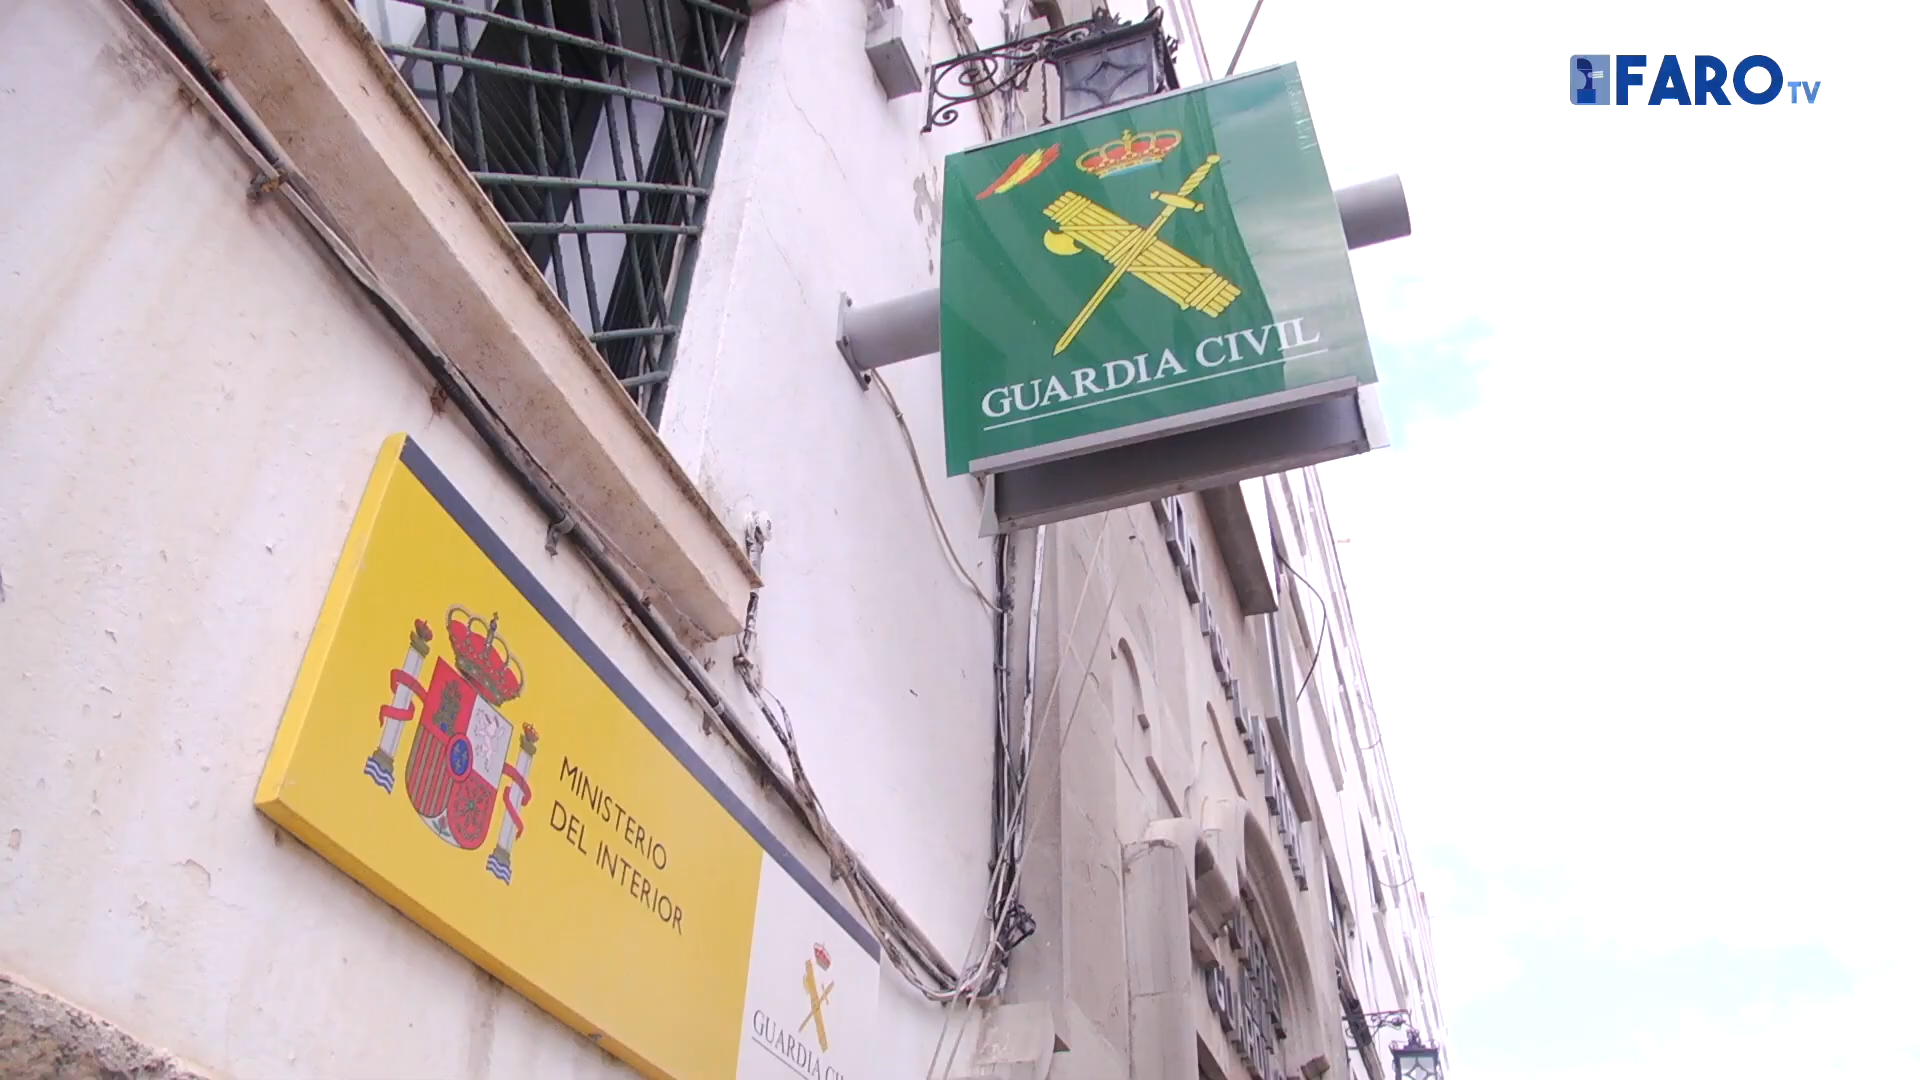 FARO TV
GUARDIA CIVIL
MINISTERIO
DEL INTERIOR
GUARDIA CI